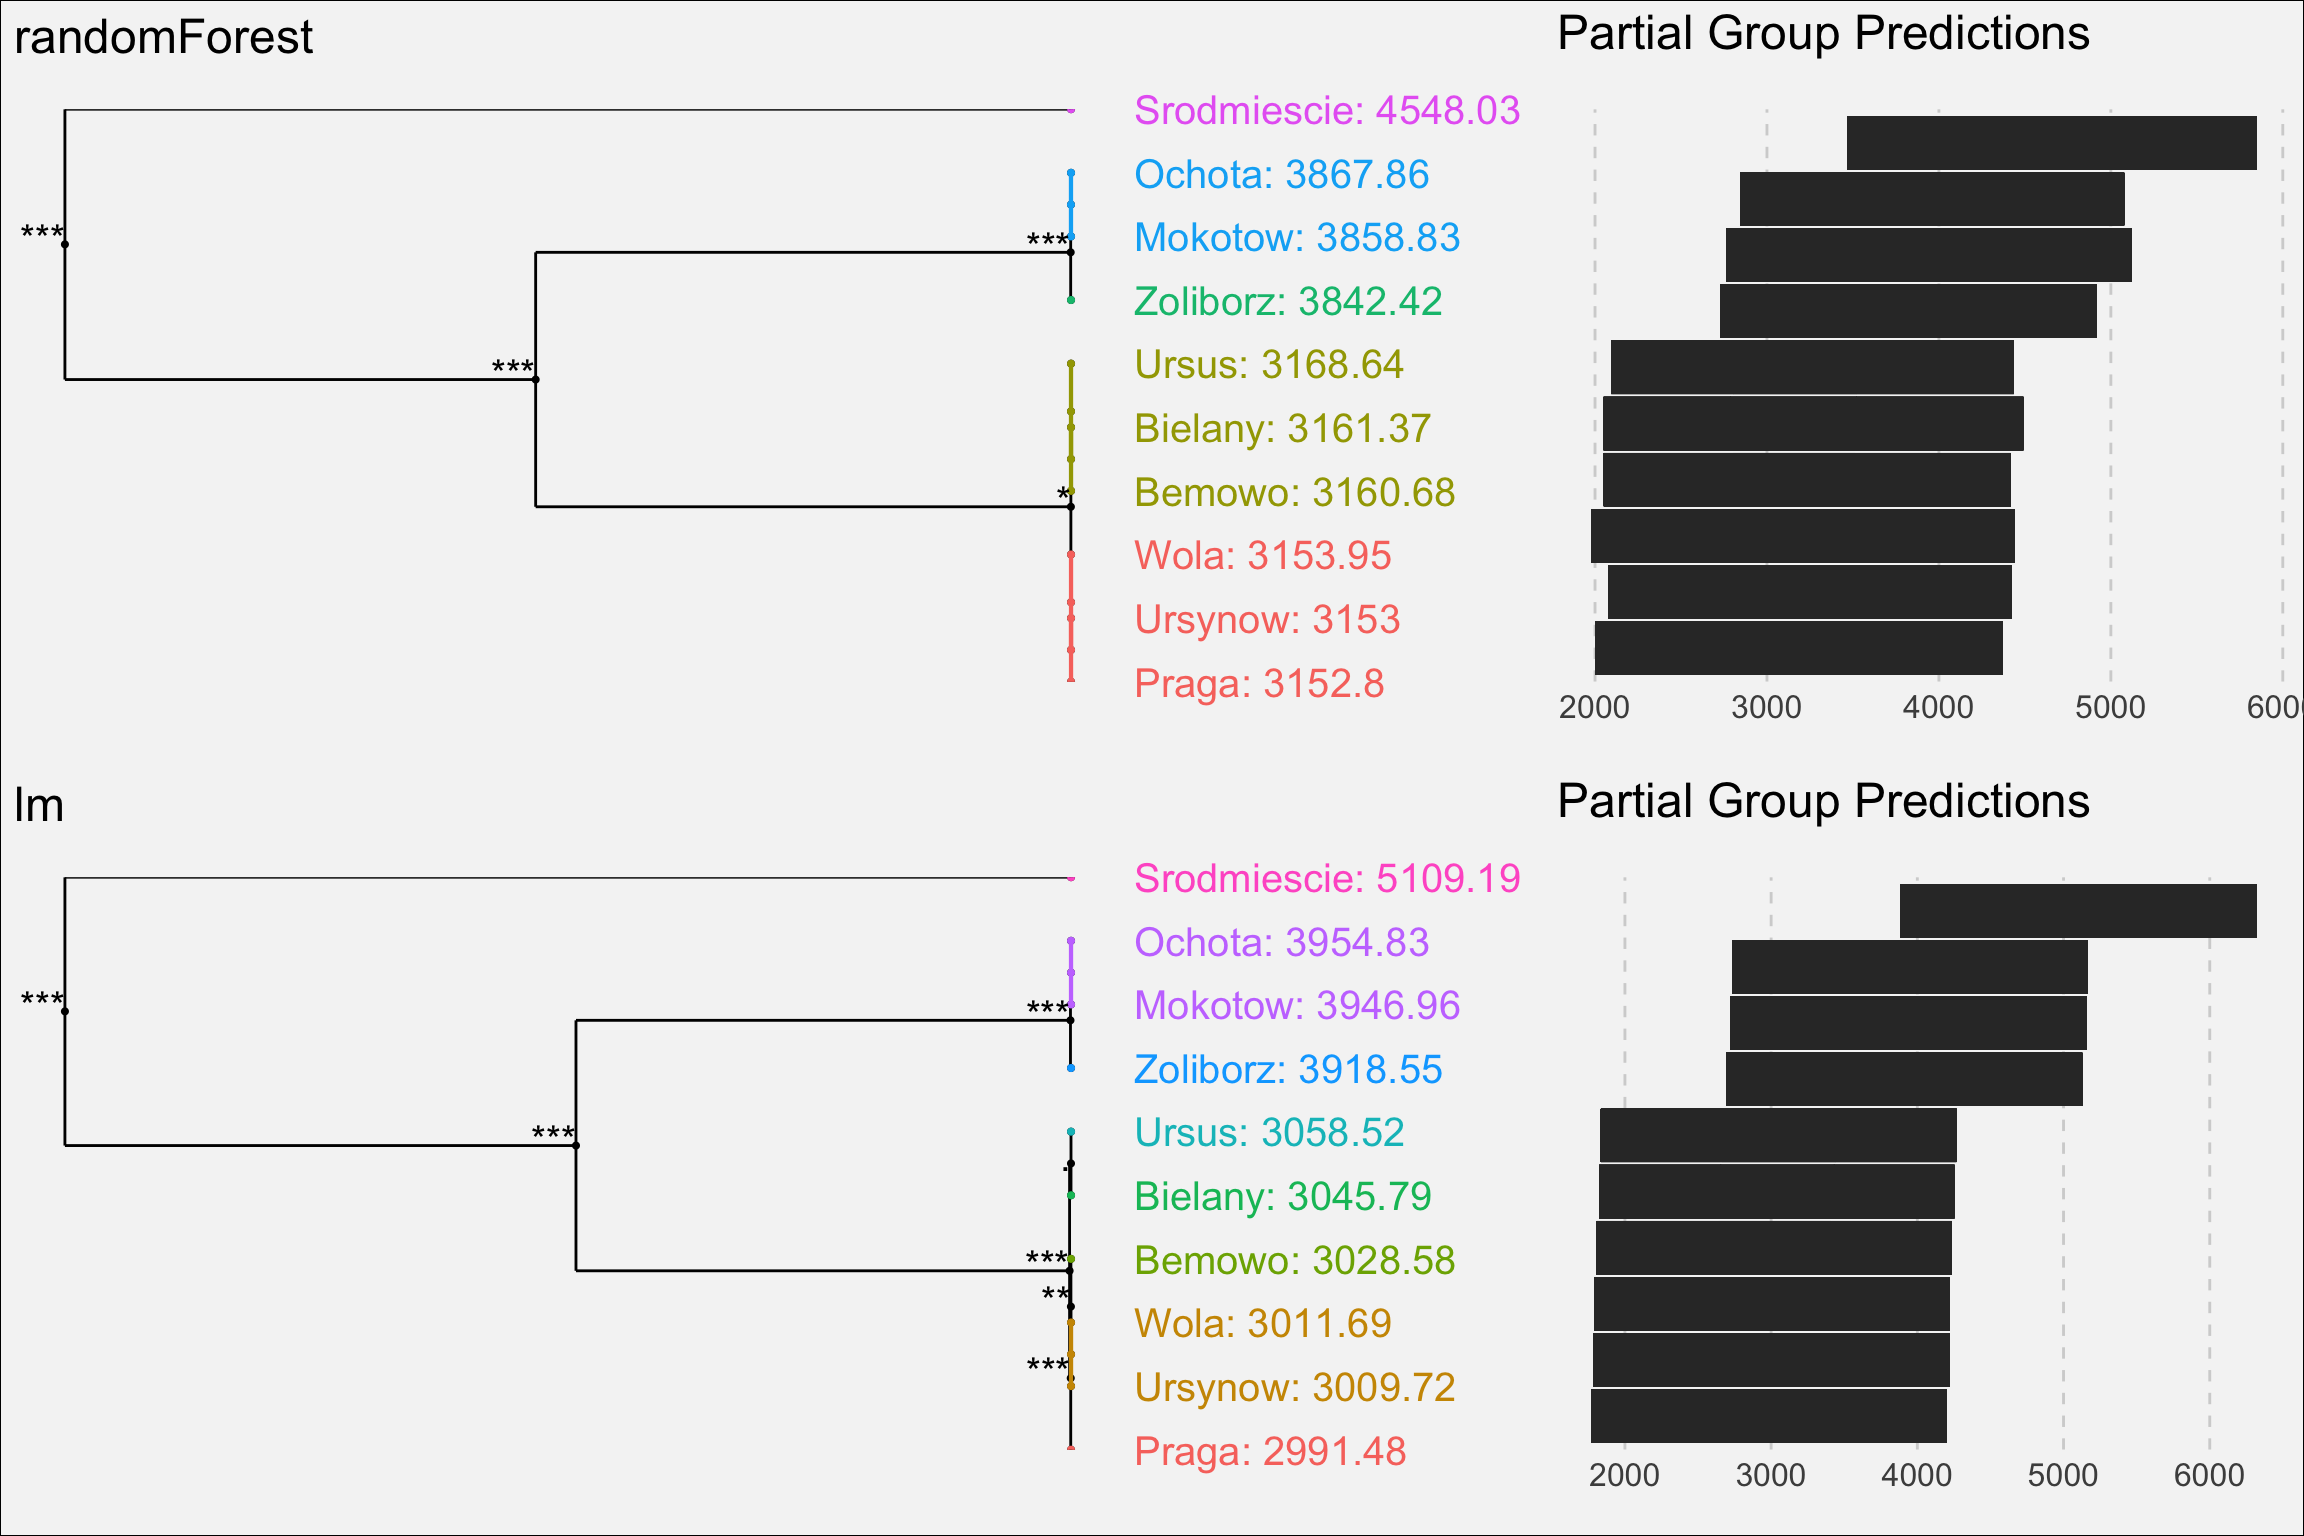 randomForest
Partial Group Predictions
Srodmiescie: 4548.03
Ochota: 3867.86
***
Mokotow: 3858.83
***
Zoliborz: 3842.42
Ursus: 3168.64
***
Bielany: 3161.37
Bemowo: 3160.68
*
Wola: 3153.95
Ursynow: 3153
Praga: 3152.8
2000 3000 4000 5000 600
lm
Partial Group Predictions
Srodmiescie: 5109.19
Ochota: 3954.83
***
Mokotow: 3946.96
***
Zoliborz: 3918.55
Ursus: 3058.52
***
.
Bielany: 3045.79
Bemowo: 3028.58
***
**
Wola: 3011.69
***
Ursynow: 3009.72
Praga: 2991.48
2000 3000 4000 5000 6000